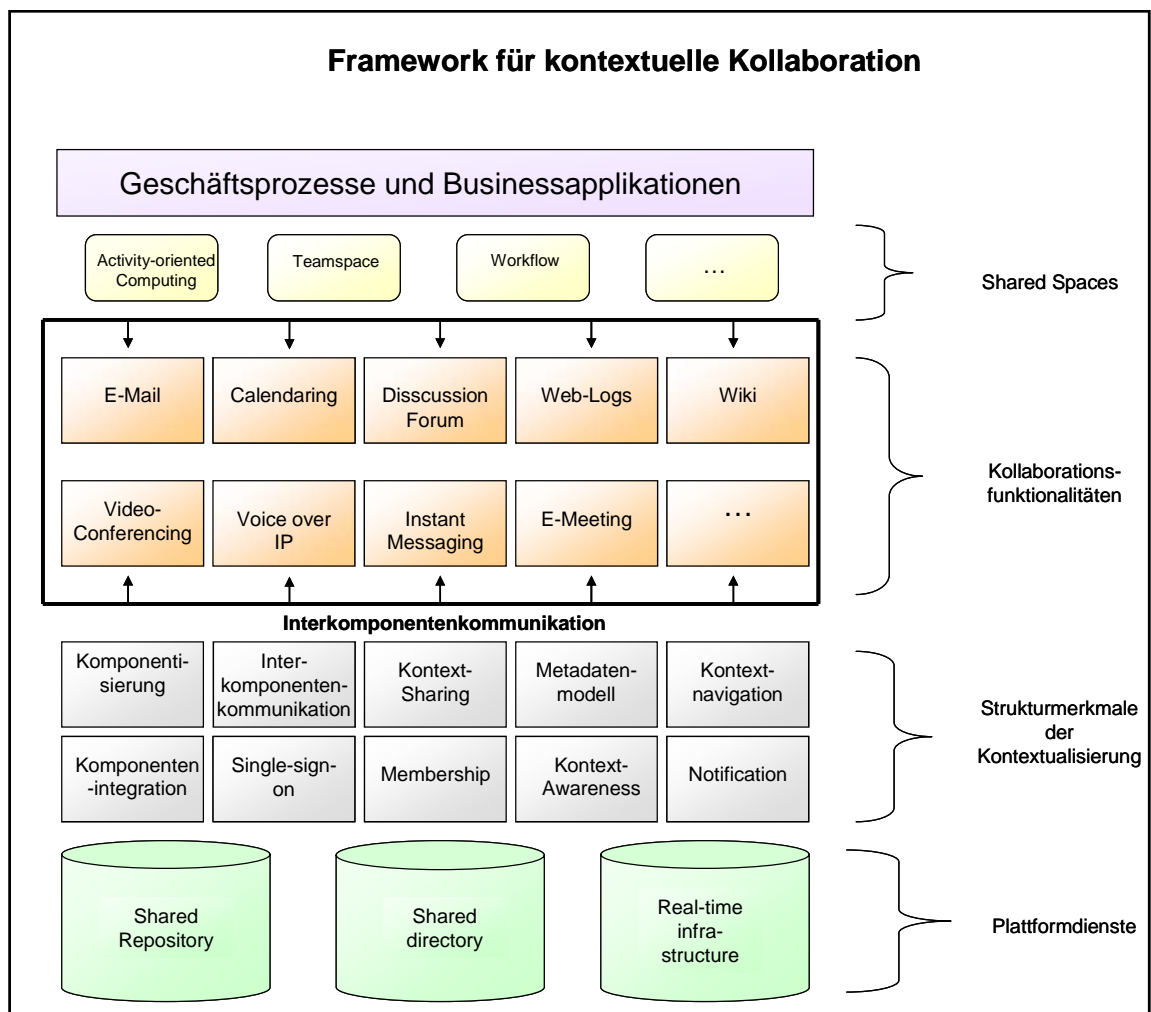 Framework für kontextuelle Kollaboration
Geschäftsprozesse und Businessapplikationen
Activity-oriented
Computing
Teamspace
Workflow
...
Shared Spaces
E-Mail
Calendaring
Disscussion
Forum
Web-Logs
Wiki
Video-
Conferencing
Voice over
IP
Instant
Messaging
E-Meeting
...
Kollaborations-
funktionalitäten
Interkomponentenkommunikation
Komponenti-
sierung
Inter-
komponenten-
kommunikation
Kontext-
Sharing
Metadaten-
modell
Kontext-
navigation
Komponenten
-integration
Single-sign-
on
Membership
Kontext-
Awareness
Notification
Strukturmerkmale
der
Kontextualisierung
Shared
Repository
Shared
directory
Real-time
infra-
structure
Plattformdienste